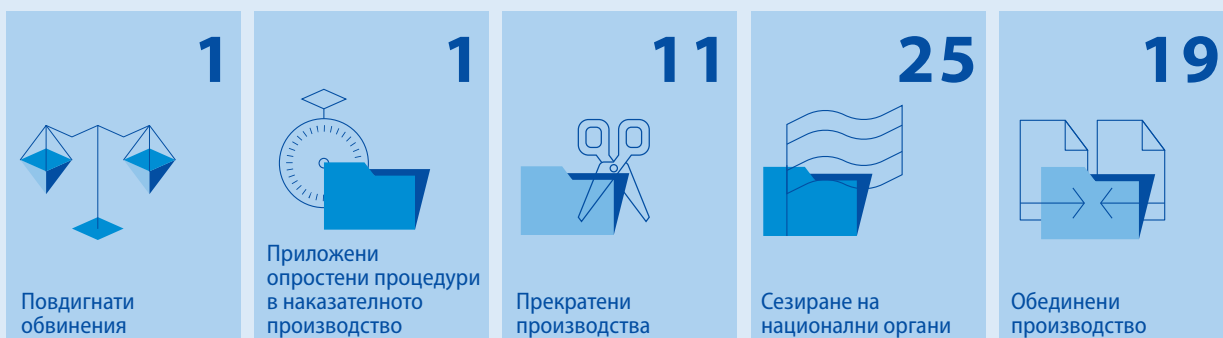 1
Повдигнати
обвинения
1
Приложени
опростени процедури
в наказателното
производство
11
Прекратени
производства
25
Сезиране на
национални органи
19
Обединени
производство